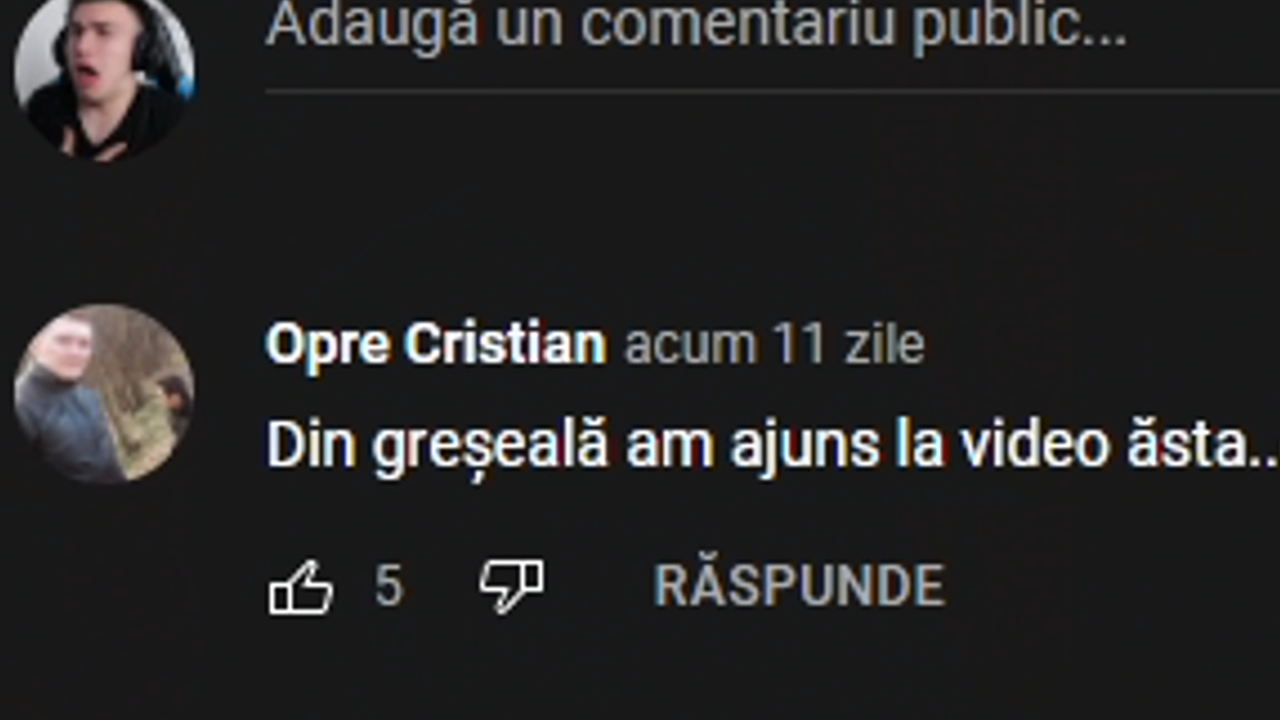 Adaugă un comentariu public...
Opre Cristian acum 11 zile
Din greșeală am ajuns la video ăsta..
5 RĂSPUNDE